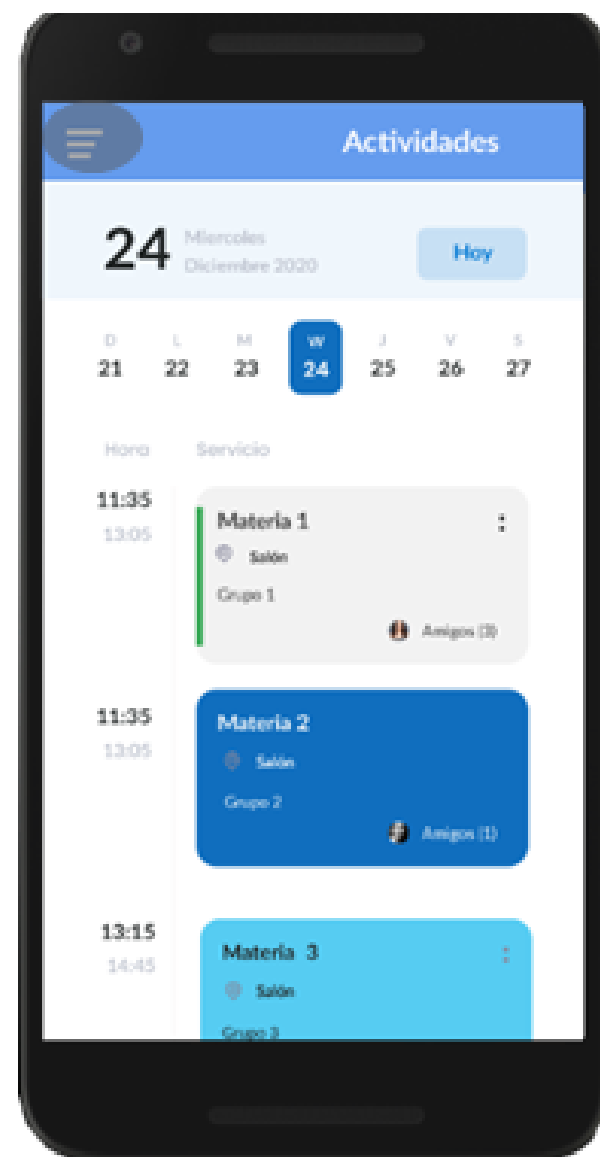 Actividades
24
Miercoles
Diciembre 2020
Hoy
D L M W J V S
21 22 23 24 25 26 27
Hora Servicio
11:35
13:05
Materia 1
Salón
Grupo 1
Amigos (3)
11:35
13:05
Materia 2
Salón
Grupo 2
Amigos (1)
13:15
14:45
Materia 3
Salón
Grupo 3